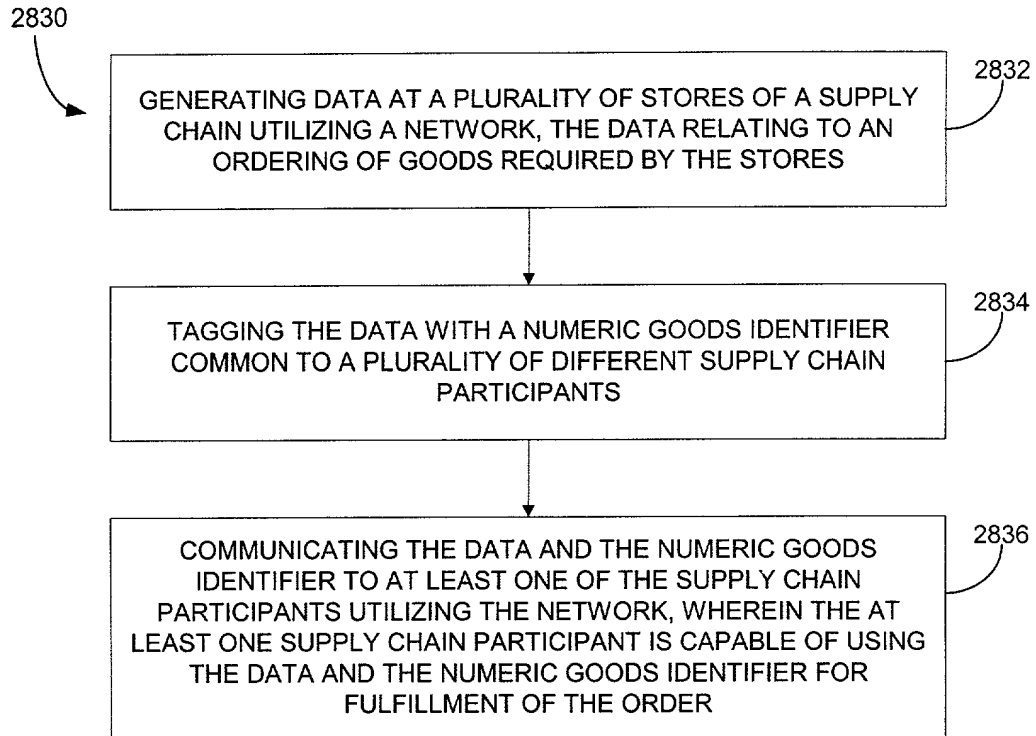 2830
2832
GENERATING DATA AT A PLURALITY OF STORES OF A SUPPLY
CHAIN UTILIZING A NETWORK, THE DATA RELATING TO AN
ORDERING OF GOODS REQUIRED BY THE STORES
2834
TAGGING THE DATA WITH A NUMERIC GOODS IDENTIFIER
COMMON TO A PLURALITY OF DIFFERENT SUPPLY CHAIN
PARTICIPANTS
2836
COMMUNICATING THE DATA AND THE NUMERIC GOODS
IDENTIFIER TO AT LEAST ONE OF THE SUPPLY CHAIN
PARTICIPANTS UTILIZING THE NETWORK, WHEREIN THE AT
LEAST ONE SUPPLY CHAIN PARTICIPANT IS CAPABLE OF USING
THE DATA AND THE NUMERIC GOODS IDENTIFIER FOR
FULFILLMENT OF THE ORDER